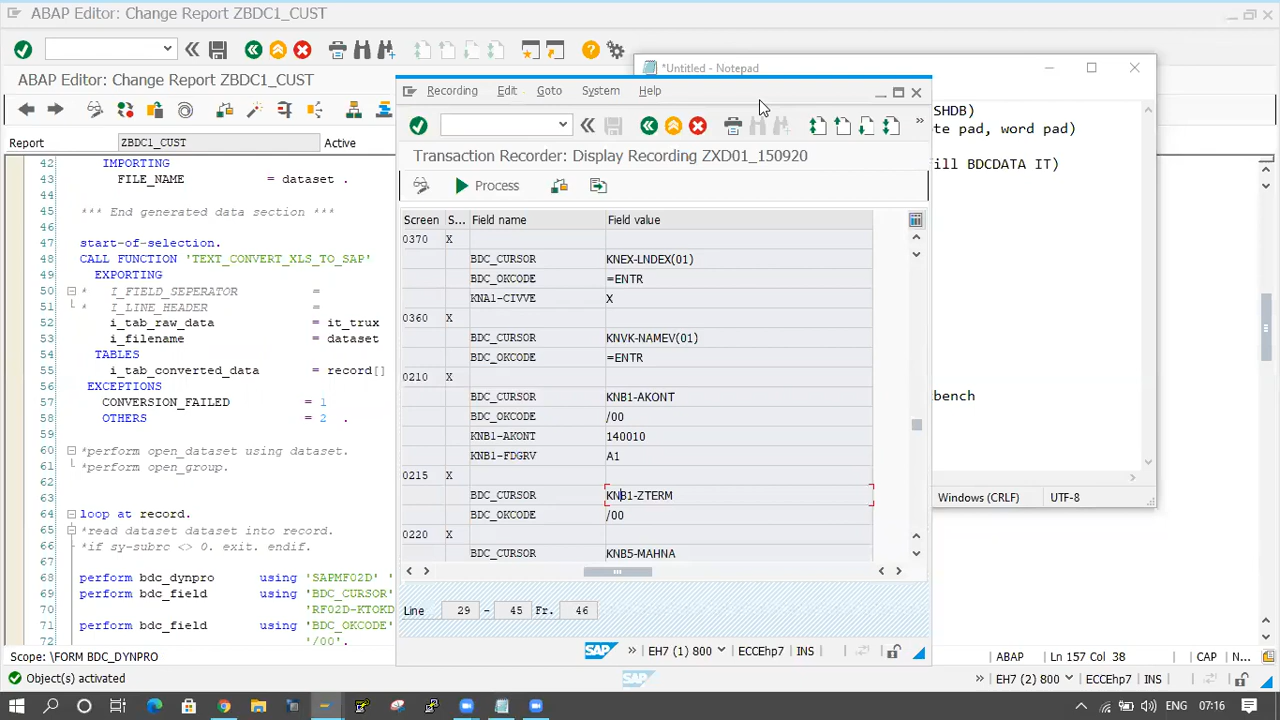 ABAP Editor: Change Report ZBDC1_CUST
ABAP Editor: Change Report ZBDC1_CUST
Report ZBDC1_CUST Active
42 IMPORTING
43 FILE_NAME = dataset .
44
45 *** End generated data section ***
46
47 start-of-selection.
48 CALL FUNCTION 'TEXT_CONVERT_XLS_TO_SAP'
49 EXPORTING
50 * I_FIELD_SEPERATOR =
51 * I_LINE_HEADER =
52 i_tab_raw_data = it_trux
53 i_filename = dataset
54 TABLES
55 i_tab_converted_data = record[]
56 EXCEPTIONS
57 CONVERSION_FAILED = 1
58 OTHERS = 2 .
59
60 *perform open_dataset using dataset.
61 *perform open_group.
62
63
64 loop at record.
65 *read dataset dataset into record.
66 *if sy-subrc <> 0. exit. endif.
67
68 perform bdc_dynpro using 'SAPMF02D' '
69 perform bdc_field using 'BDC_CURSOR'
70 'RF02D-KTOKD
71 perform bdc_field using 'BDC_OKCODE'
72 '/00'.
Scope: \FORM BDC_DYNPRO
Object(s) activated
*Untitled - Notepad
SHDB)
te pad, word pad)
ill BDCDATA IT)
bench
Windows (CRLF) UTF-8
Recording Edit Goto System Help
Transaction Recorder: Display Recording ZXD01_150920
Process
Screen S... Field name Field value
0370 X
BDC_CURSOR KNEX-LNDEX(01)
BDC_OKCODE =ENTR
KNA1-CIVVE X
0360 X
BDC_CURSOR KNVK-NAMEV(01)
BDC_OKCODE =ENTR
0210 X
BDC_CURSOR KNB1-AKONT
BDC_OKCODE /00
KNB1-AKONT 140010
KNB1-FDGRV A1
0215 X
BDC_CURSOR KNB1-ZTERM
BDC_OKCODE /00
0220 X
BDC_CURSOR KNB5-MAHNA
Line 29 - 45 Fr. 46
SAP EH7 (1) 800 ECCEhp7 INS
ABAP Ln 157 Col 38 CAP N...
SAP EH7 (2) 800 ECCEhp7 INS
ENG 07:16